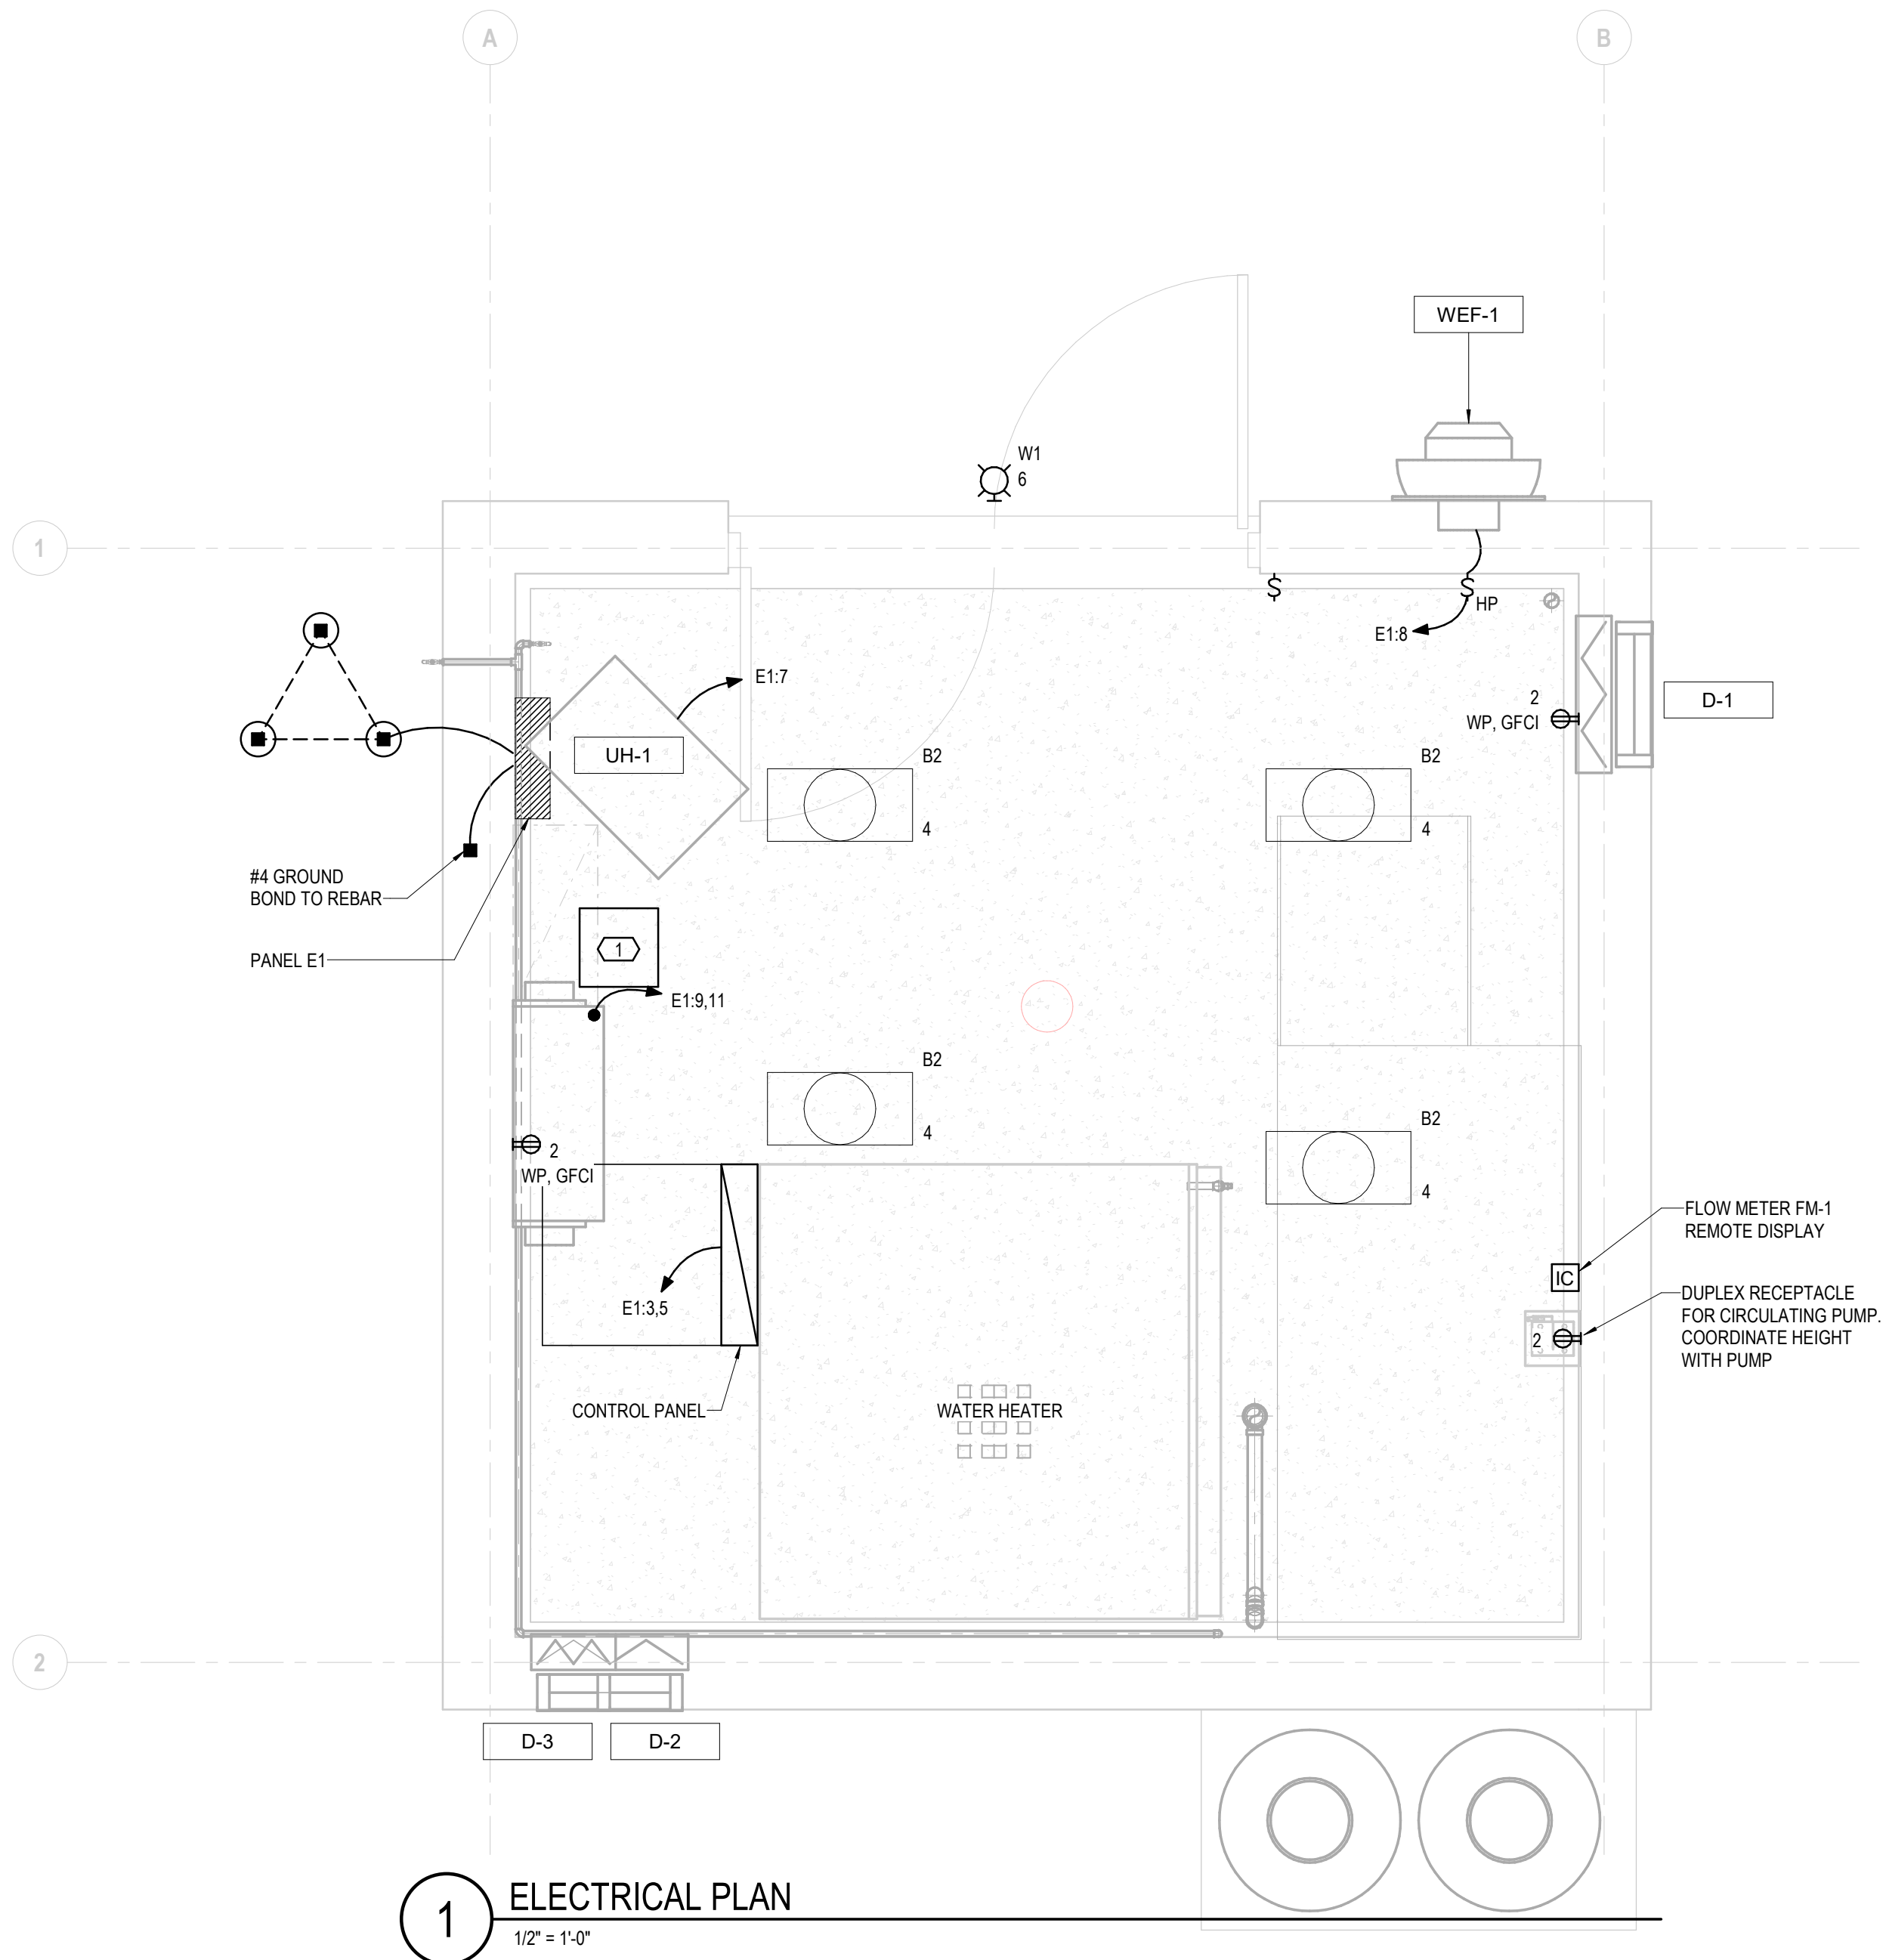 A
B
WEF-1
W1
6
1
S
S
HP
E1:8
E1:7
2
WP, GFCI
D-1
UH-1
B2
B2
4
4
#4 GROUND
BOND TO REBAR
1
PANEL E1
E1:9,11
B2
4
B2
4
2
WP, GFCI
FLOW METER FM-1
REMOTE DISPLAY
IC
E1:3,5
DUPLEX RECEPTACLE
FOR CIRCULATING PUMP.
COORDINATE HEIGHT
WITH PUMP
2
CONTROL PANEL
WATER HEATER
2
D-3
D-2
1
ELECTRICAL PLAN
1/2" = 1'-0"